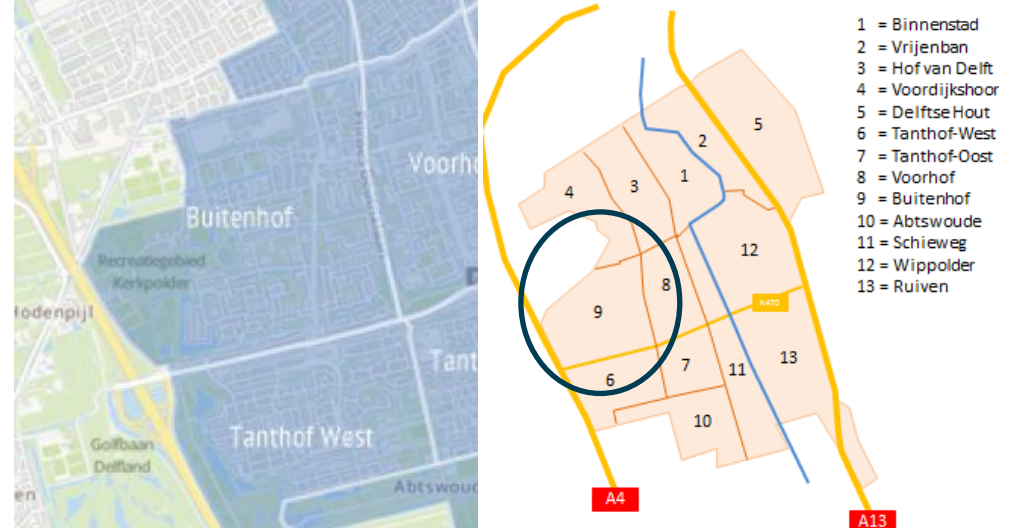 Voorh
Buitenhof
Recreatiegebied
Kerkpolder
Hodenpijl
Tant
Tanthof West
Golfbaan
Delfland
Abtswoud
en
1 = Binnenstad
2 = Vrijenban
3 = Hof van Delft
4 = Voordijkshoor
5 = Delftse Hout
6 = Tanthof-West
7 = Tanthof-Oost
8 = Voorhof
9 = Buitenhof
10 = Abtswoude
11 = Schieweg
12 = Wippolder
13 = Ruiven
5
2
1
3
4
12
8
9
N470
13
7
11
6
10
A4
A13